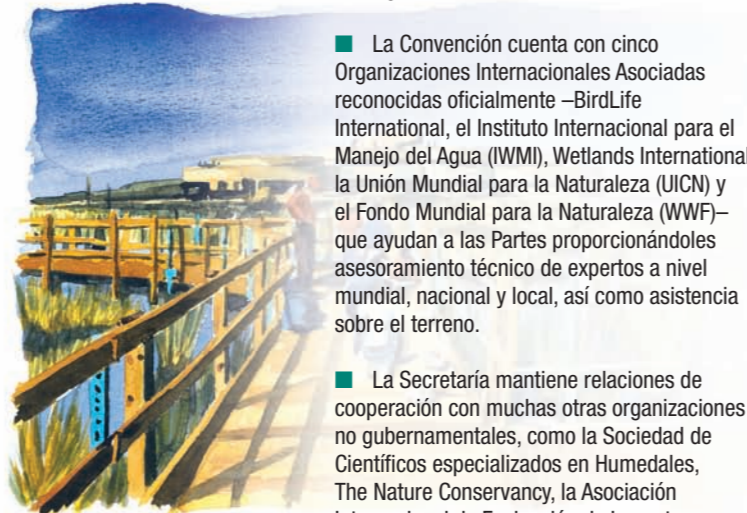 ■ La Convención cuenta con cinco
Organizaciones Internacionales Asociadas
reconocidas oficialmente –BirdLife
International, el Instituto Internacional para el
Manejo del Agua (IWMI), Wetlands International
la Unión Mundial para la Naturaleza (UICN) y
el Fondo Mundial para la Naturaleza (WWF)–
que ayudan a las Partes proporcionándoles
asesoramiento técnico de expertos a nivel
mundial, nacional y local, así como asistencia
sobre el terreno.
■ La Secretaría mantiene relaciones de
cooperación con muchas otras organizaciones
no gubernamentales, como la Sociedad de
Científicos especializados en Humedales,
The Nature Conservancy, la Asociación